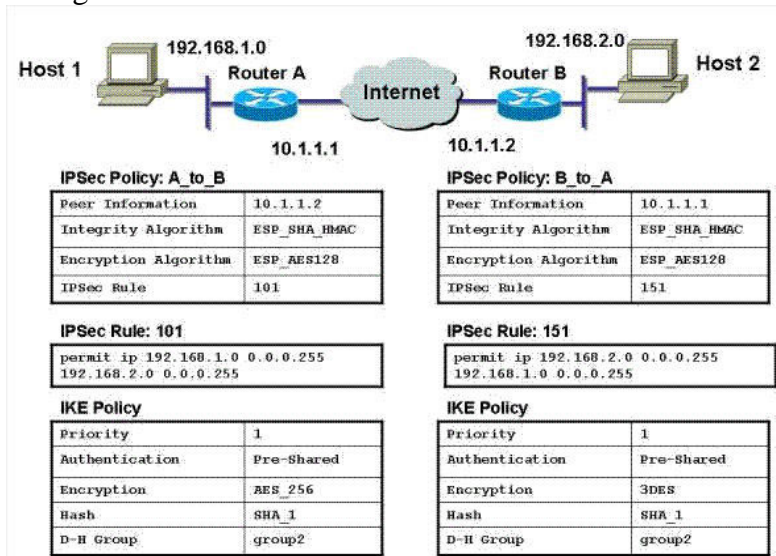 192.168.1.0
192.168.2.0
Host 1
Router A
Internet
Router B
Host 2
10.1.1.1
10.1.1.2
IPSec Policy: A_to_B
Peer Information 10.1.1.2
Integrity Algorithm ESP_SHA_HMAC
Encryption Algorithm ESP_AES128
IPSec Rule 101
IPSec Policy: B_to_A
Peer Information 10.1.1.1
Integrity Algorithm ESP_SHA_HMAC
Encryption Algorithm ESP_AES128
IPSec Rule 151
IPSec Rule: 101
permit ip 192.168.1.0 0.0.0.255
192.168.2.0 0.0.0.255
IPSec Rule: 151
permit ip 192.168.2.0 0.0.0.255
192.168.1.0 0.0.0.255
IKE Policy
Priority 1
Authentication Pre-Shared
Encryption AES_256
Hash SHA_1
D-H Group group2
IKE Policy
Priority 1
Authentication Pre-Shared
Encryption 3DES
Hash SHA_1
D-H Group group2